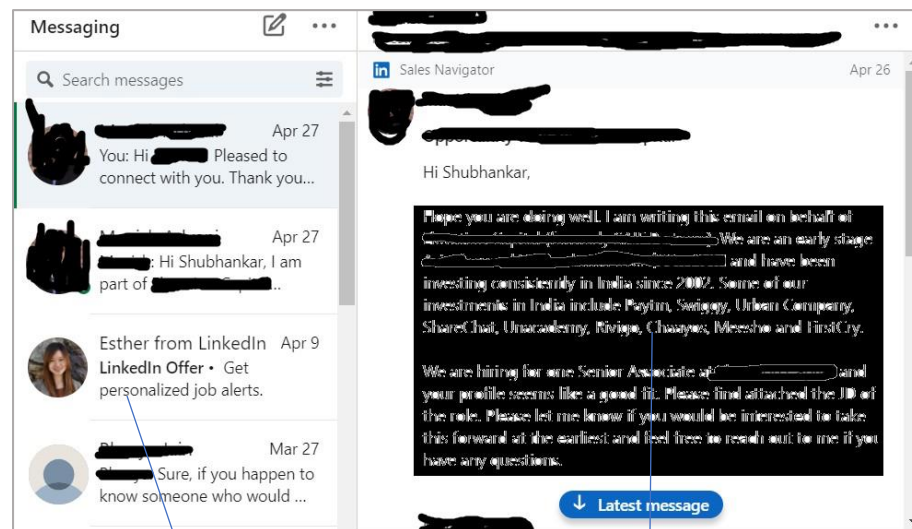 Messaging
Search messages
Apr 27
You: Hi Pleased to
connect with you. Thank you...
Apr 27
: Hi Shubhankar, I am
part of
Esther from LinkedIn Apr 9
LinkedIn Offer • Get
personalized job alerts.
Mar 27
Sure, if you happen to
know someone who would ...
in Sales Navigator Apr 26
Hi Shubhankar,
Hope you are doing well. I am writing this email on behalf of
We are an early stage
and have been
investing consistently in India since 2002. Some of our
investments in India include Paytm, Swiggy, Urban Company,
ShareChat, Unacademy, Rivigo, Chaayos, Meesho and FirstCry.
We are hiring for one Senior Associate at and
your profile seems like a good fit. Please find attached the JD of
the role. Please let me know if you would be interested to take
this forward at the earliest and feel free to reach out to me if you
have any questions.
Latest message